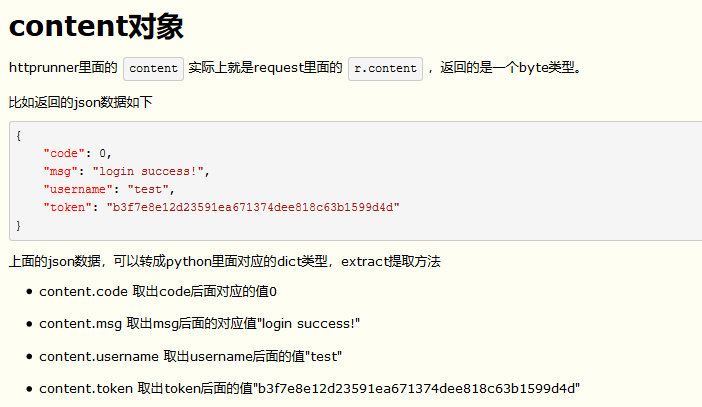 content对象
httprunner里面的 content 实际上就是request里面的 r.content ，返回的是一个byte类型。
比如返回的json数据如下
{
    "code": 0,
    "msg": "login success!",
    "username": "test",
    "token": "b3f7e8e12d23591ea671374dee818c63b1599d4d"
}
上面的json数据，可以转成python里面对应的dict类型，extract提取方法
• content.code 取出code后面对应的值0
• content.msg 取出msg后面的对应值"login success!"
• content.username 取出username后面的值"test"
• content.token 取出token后面的值"b3f7e8e12d23591ea671374dee818c63b1599d4d"